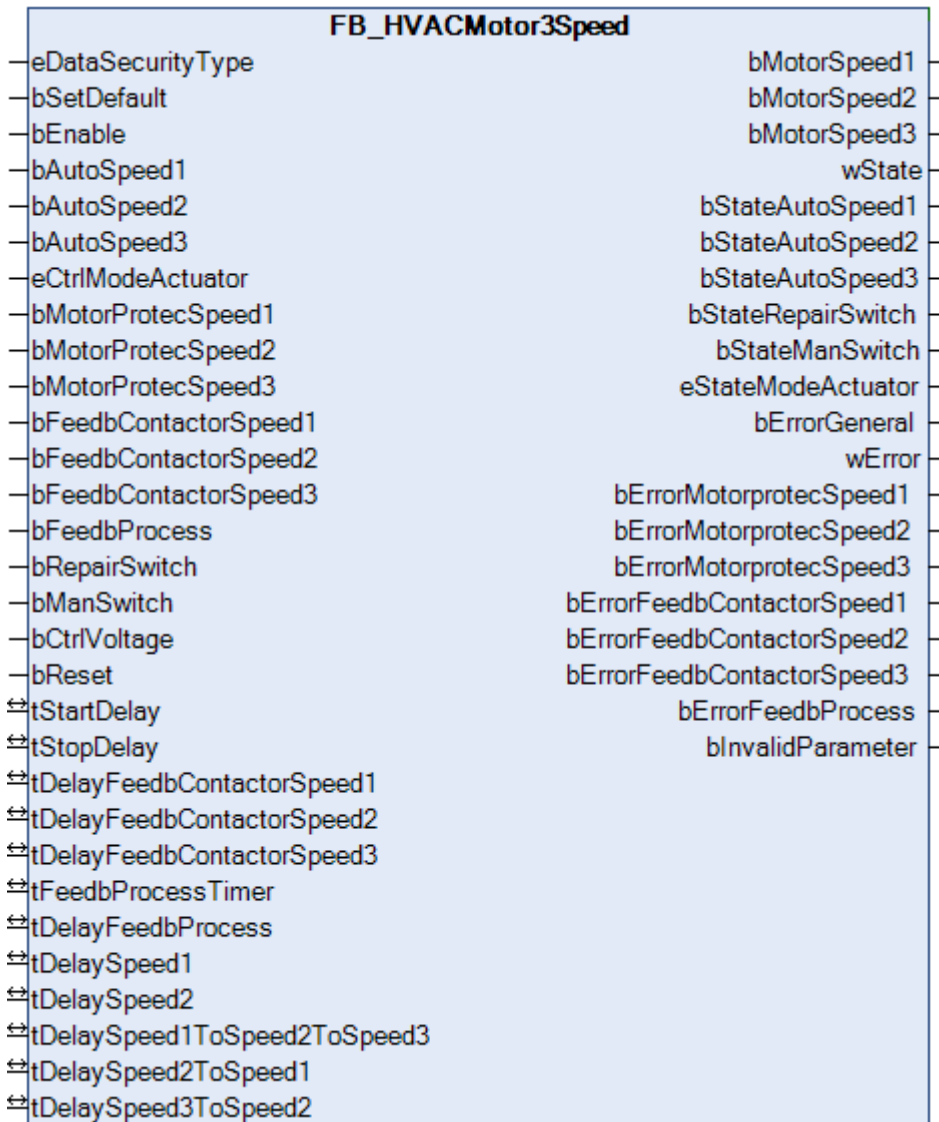 FB_HVACMotor3Speed
eDataSecurityType bMotorSpeed1
bSetDefault bMotorSpeed2
bEnable bMotorSpeed3
bAutoSpeed1 wState
bAutoSpeed2 bStateAutoSpeed1
bAutoSpeed3 bStateAutoSpeed2
eCtrlModeActuator bStateAutoSpeed3
bMotorProtecSpeed1 bStateRepairSwitch
bMotorProtecSpeed2 bStateManSwitch
bMotorProtecSpeed3 eStateModeActuator
bFeedbContactorSpeed1 bErrorGeneral
bFeedbContactorSpeed2 wError
bFeedbContactorSpeed3 bErrorMotorprotecSpeed1
bFeedbProcess bErrorMotorprotecSpeed2
bRepairSwitch bErrorMotorprotecSpeed3
bManSwitch bErrorFeedbContactorSpeed1
bCtrlVoltage bErrorFeedbContactorSpeed2
bReset bErrorFeedbContactorSpeed3
tStartDelay bErrorFeedbProcess
tStopDelay bInvalidParameter
tDelayFeedbContactorSpeed1
tDelayFeedbContactorSpeed2
tDelayFeedbContactorSpeed3
tFeedbProcessTimer
tDelayFeedbProcess
tDelaySpeed1
tDelaySpeed2
tDelaySpeed1ToSpeed2ToSpeed3
tDelaySpeed2ToSpeed1
tDelaySpeed3ToSpeed2